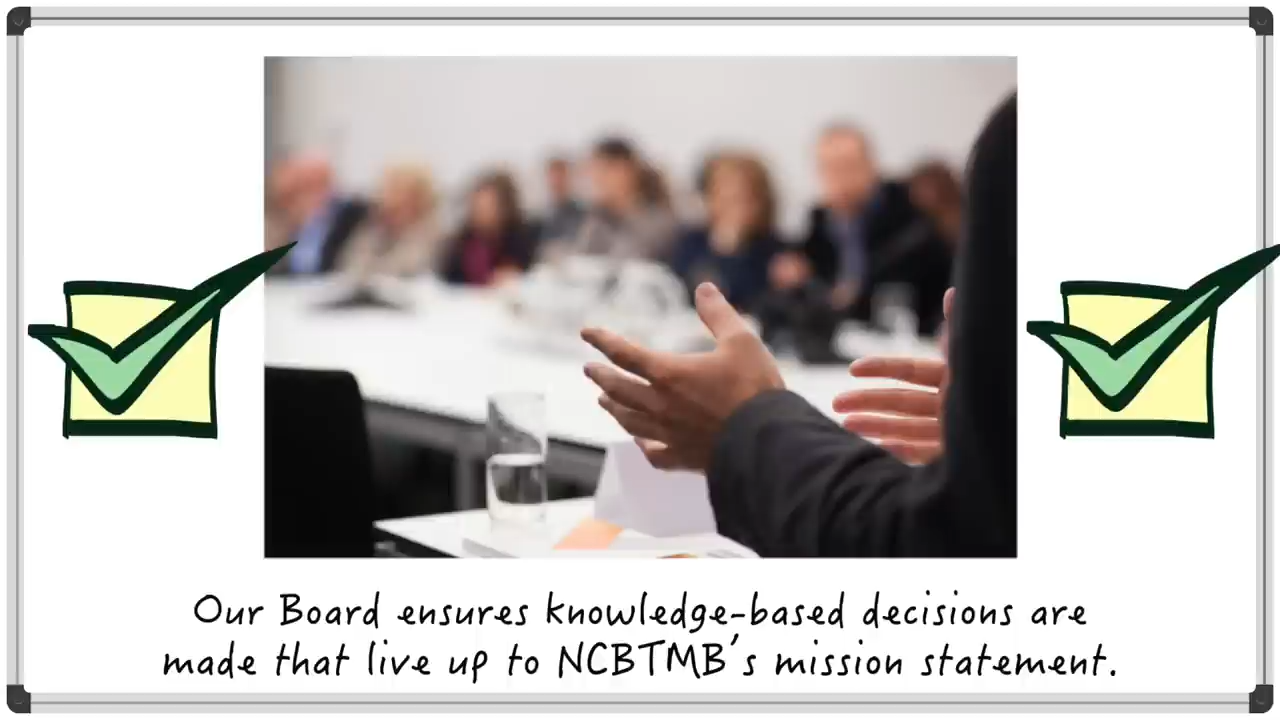 Our Board ensures knowledge-based decisions are
made that live up to NCBTMB's mission statement.